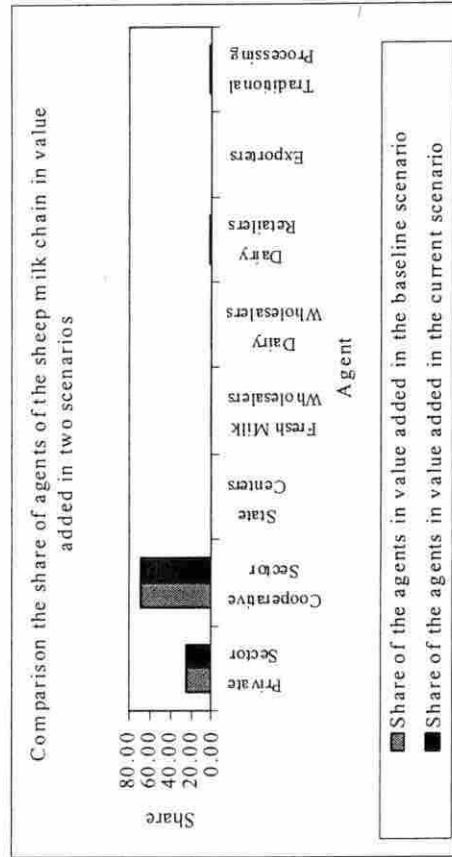 Comparison the share of agents of the sheep milk chain in value
added in two scenarios
Share
80.00
60.00
40.00
20.00
0.00
Private
Sector
Cooperative
Sector
State
Centers
Fresh Milk
Wholesalers
Dairy
Wholesalers
Dairy
Retailers
Exporters
Traditional
Processing
Agent
Share of the agents in value added in the baseline scenario
Share of the agents in value added in the current scenario